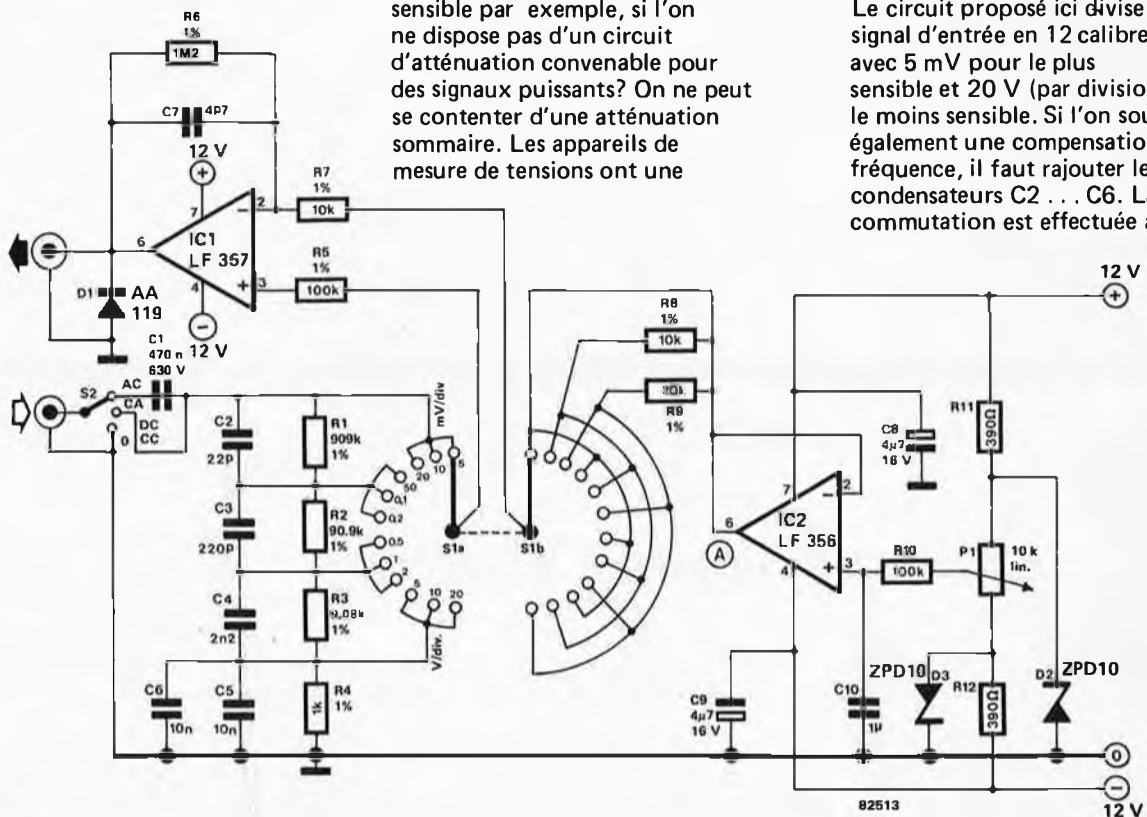 sensible par exemple, si l'on
ne dispose pas d'un circuit
d'atténuation convenable pour
des signaux puissants? On ne peut
se contenter d'une atténuation
sommaire. Les appareils de
mesure de tensions ont une
Le circuit proposé ici divise
signal d'entrée en 12 calibre
avec 5 mV pour le plus
sensible et 20 V (par division
le moins sensible. Si l'on sou
également une compensatio
fréquence, il faut rajouter le
condensateurs C2 . . . C6. La
commutation est effectuée a
R6
1%
1M2
C7
4p7
12 V
+
7
2
−
IC1
LF 357
6
3
+
4
−
12 V
R7
1%
10k
R5
1%
100k
D1
AA
119
C1
470 n
630 V
S2
AC
CA
DC
CC
0
C2
22p
C3
220p
C4
2n2
C6
10n
C5
10n
R1
909k
1%
R2
90.9k
1%
R3
1%
R4
1k
1%
mV/div
5
10
20
50
0,1
0,2
0,5
1
2
5
10
20
V/div.
S1a
S1b
R8
1%
10k
R9
1%
A
6
7
2
−
IC2
LF 356
3
+
4
C8
4µ7
16 V
C9
4µ7
16 V
R10
100k
C10
1µ
R11
390Ω
P1
10 k
lin.
ZPD10
D3
R12
390Ω
D2
ZPD10
12 V
+
0
−
12 V
82513